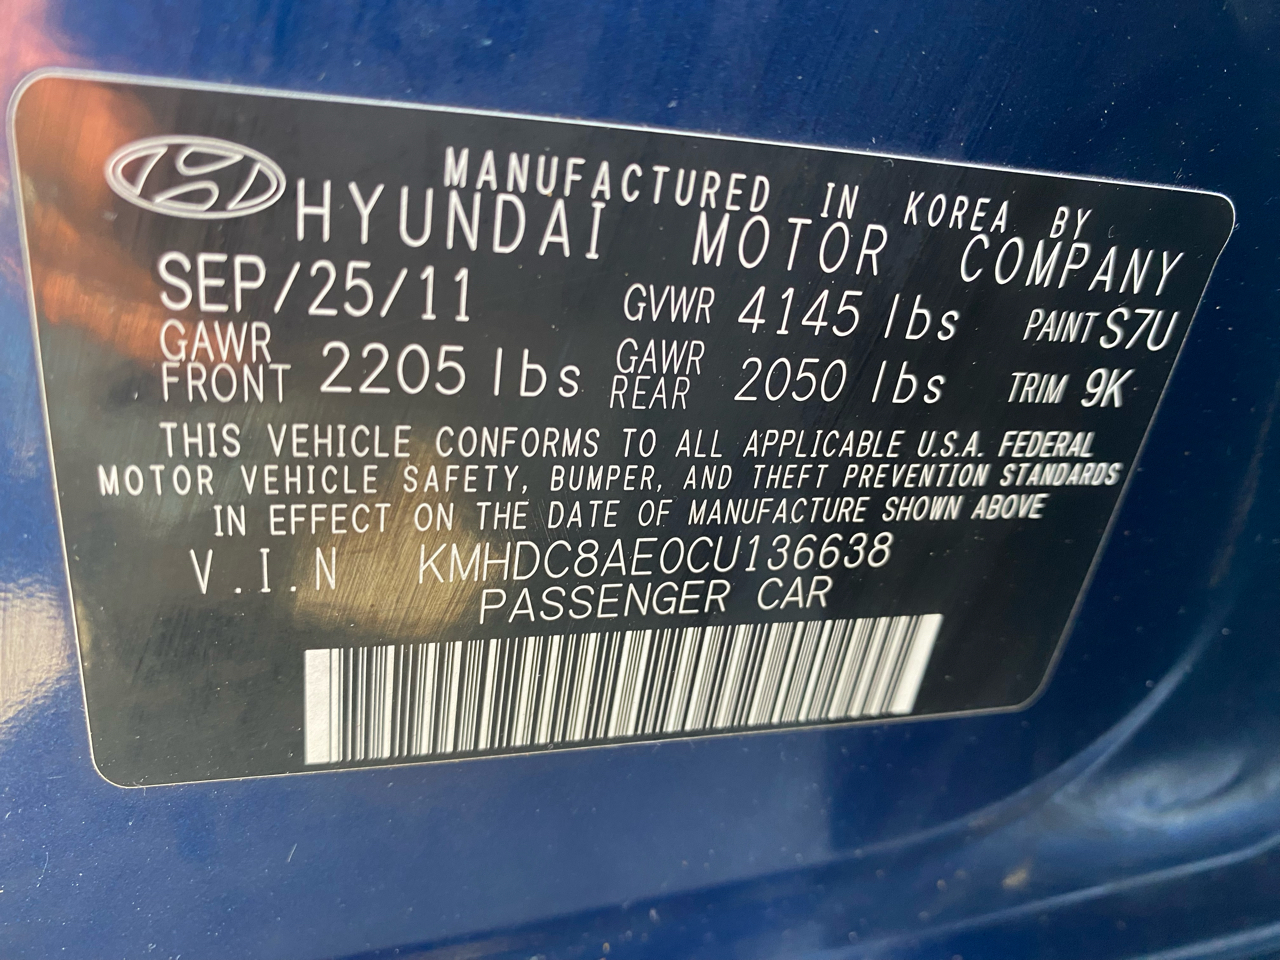 MANUFACTURED IN KOREA BY
HYUNDAI MOTOR COMPANY
SEP/25/11 GVWR 4145 lbs PAINT S7U
GAWR FRONT 2205 lbs GAWR REAR 2050 lbs TRIM 9K
THIS VEHICLE CONFORMS TO ALL APPLICABLE U.S.A. FEDERAL
MOTOR VEHICLE SAFETY, BUMPER, AND THEFT PREVENTION STANDARDS
IN EFFECT ON THE DATE OF MANUFACTURE SHOWN ABOVE
V.I.N KMHDC8AE0CU136638
PASSENGER CAR